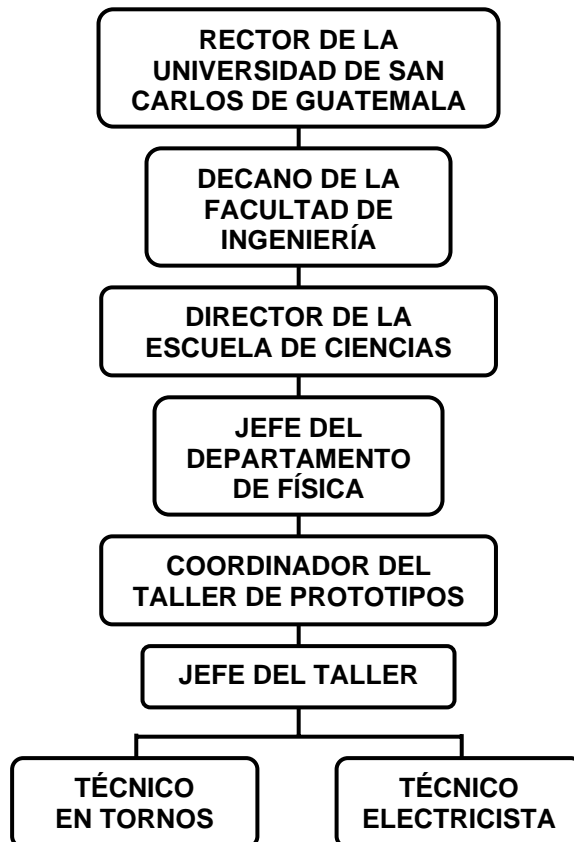 RECTOR DE LA
UNIVERSIDAD DE SAN
CARLOS DE GUATEMALA
DECANO DE LA
FACULTAD DE
INGENIERÍA
DIRECTOR DE LA
ESCUELA DE CIENCIAS
JEFE DEL
DEPARTAMENTO
DE FÍSICA
COORDINADOR DEL
TALLER DE PROTOTIPOS
JEFE DEL TALLER
TÉCNICO
EN TORNOS
TÉCNICO
ELECTRICISTA